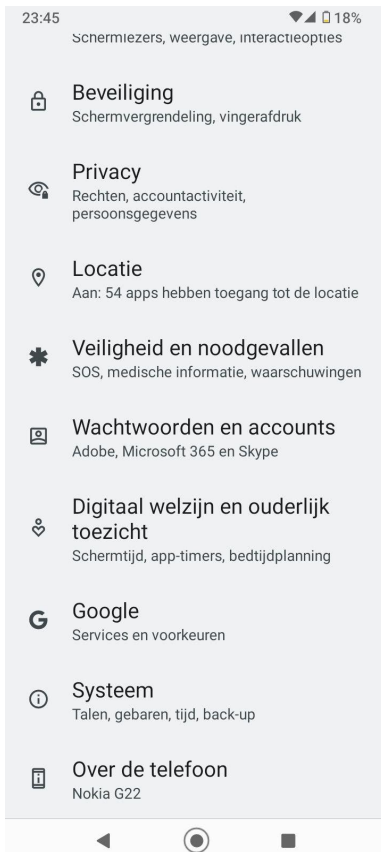 23:45 18%
Schermlezers, weergave, interactieopties
Beveiliging
Schermvergrendeling, vingerafdruk
Privacy
Rechten, accountactiviteit,
persoonsgegevens
Locatie
Aan: 54 apps hebben toegang tot de locatie
Veiligheid en noodgevallen
SOS, medische informatie, waarschuwingen
Wachtwoorden en accounts
Adobe, Microsoft 365 en Skype
Digitaal welzijn en ouderlijk
toezicht
Schermtijd, app-timers, bedtijdplanning
Google
Services en voorkeuren
Systeem
Talen, gebaren, tijd, back-up
Over de telefoon
Nokia G22